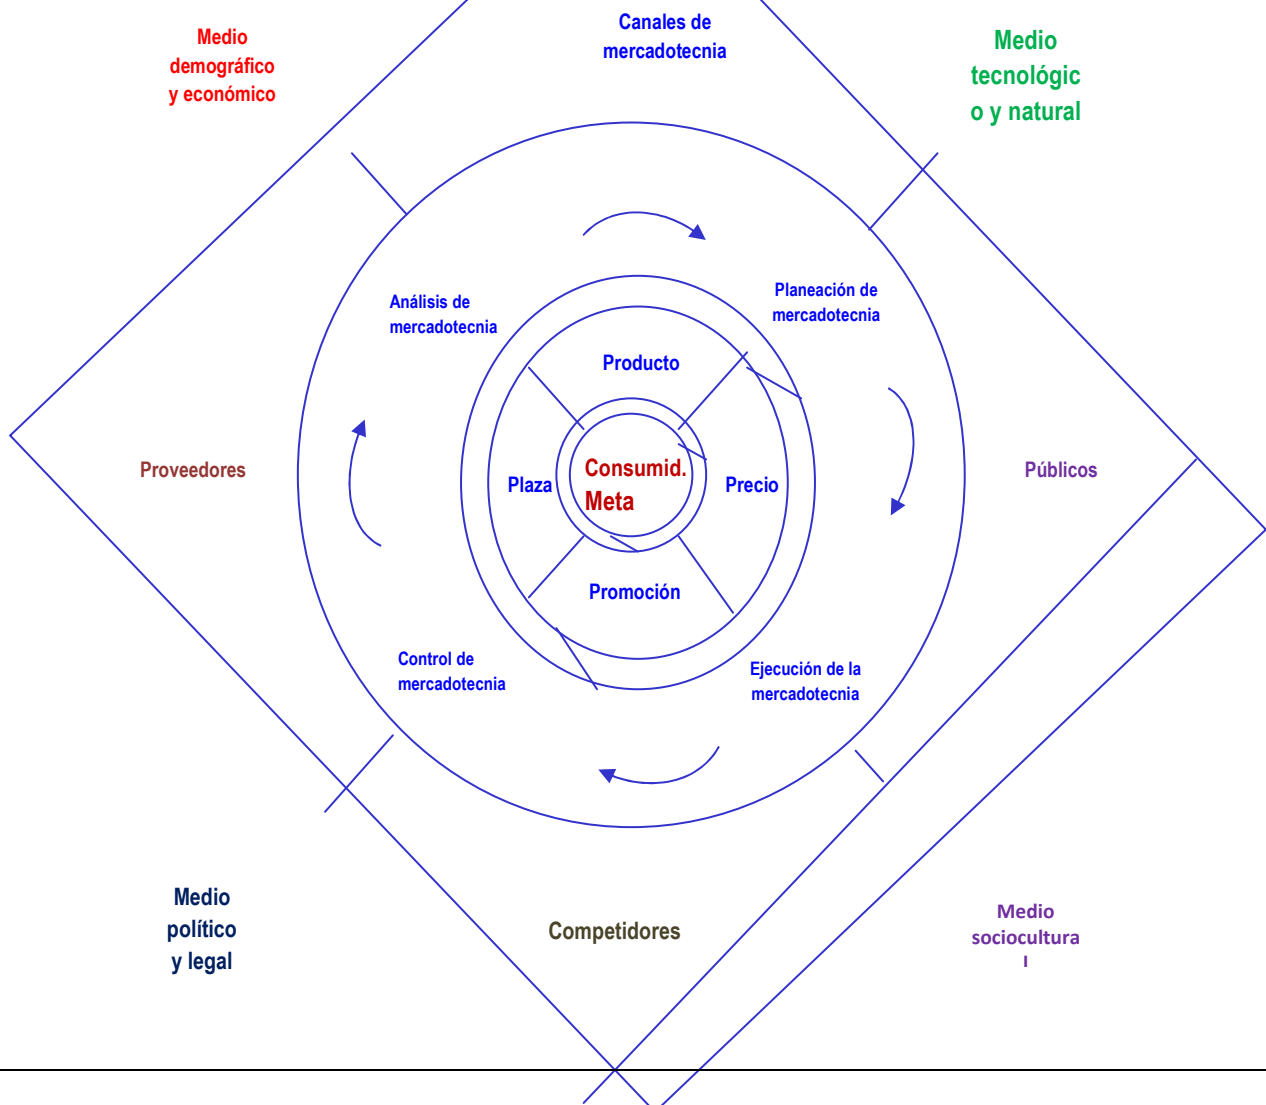 Canales de
mercadotecnia
Medio
demográfico
y económico
Medio
tecnológic
o y natural
Análisis de
mercadotecnia
Planeación de
mercadotecnia
Producto
Proveedores
Plaza
Consumid.
Meta
Precio
Públicos
Promoción
Control de
mercadotecnia
Ejecución de la
mercadotecnia
Medio
político
y legal
Competidores
Medio
sociocultura
l